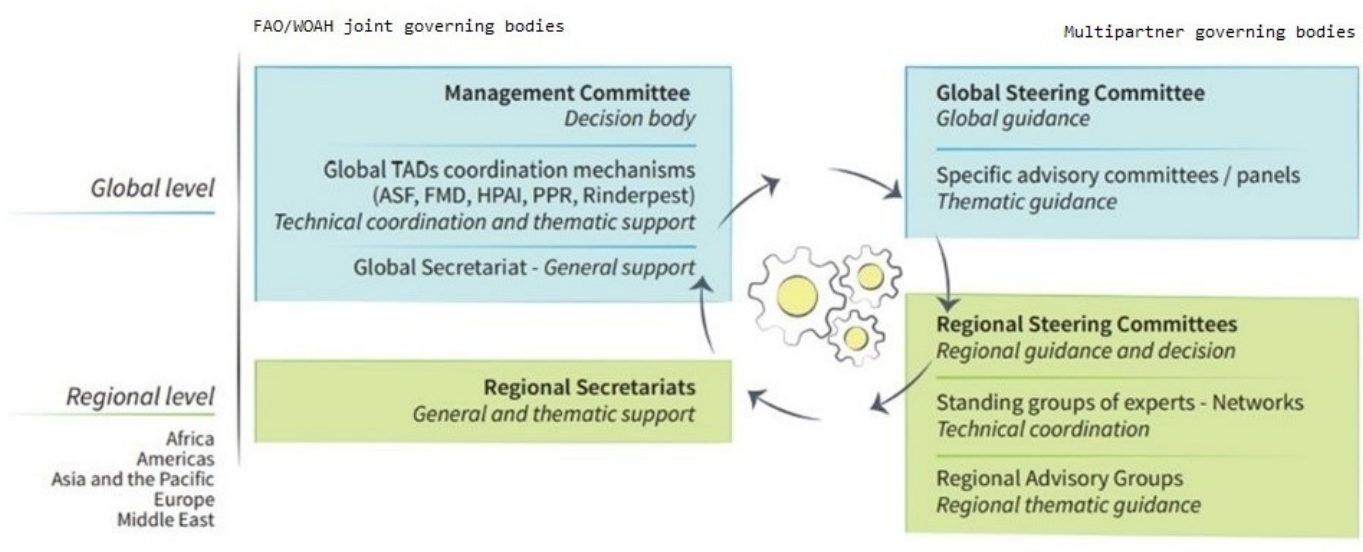 FAO/WOAH joint governing bodies
Multipartner governing bodies
Global level
Management Committee
Decision body
Global TADs coordination mechanisms
(ASF, FMD, HPAI, PPR, Rinderpest)
Technical coordination and thematic support
Global Secretariat - General support
Global Steering Committee
Global guidance
Specific advisory committees / panels
Thematic guidance
Regional level
Africa
Americas
Asia and the Pacific
Europe
Middle East
Regional Secretariats
General and thematic support
Regional Steering Committees
Regional guidance and decision
Standing groups of experts - Networks
Technical coordination
Regional Advisory Groups
Regional thematic guidance